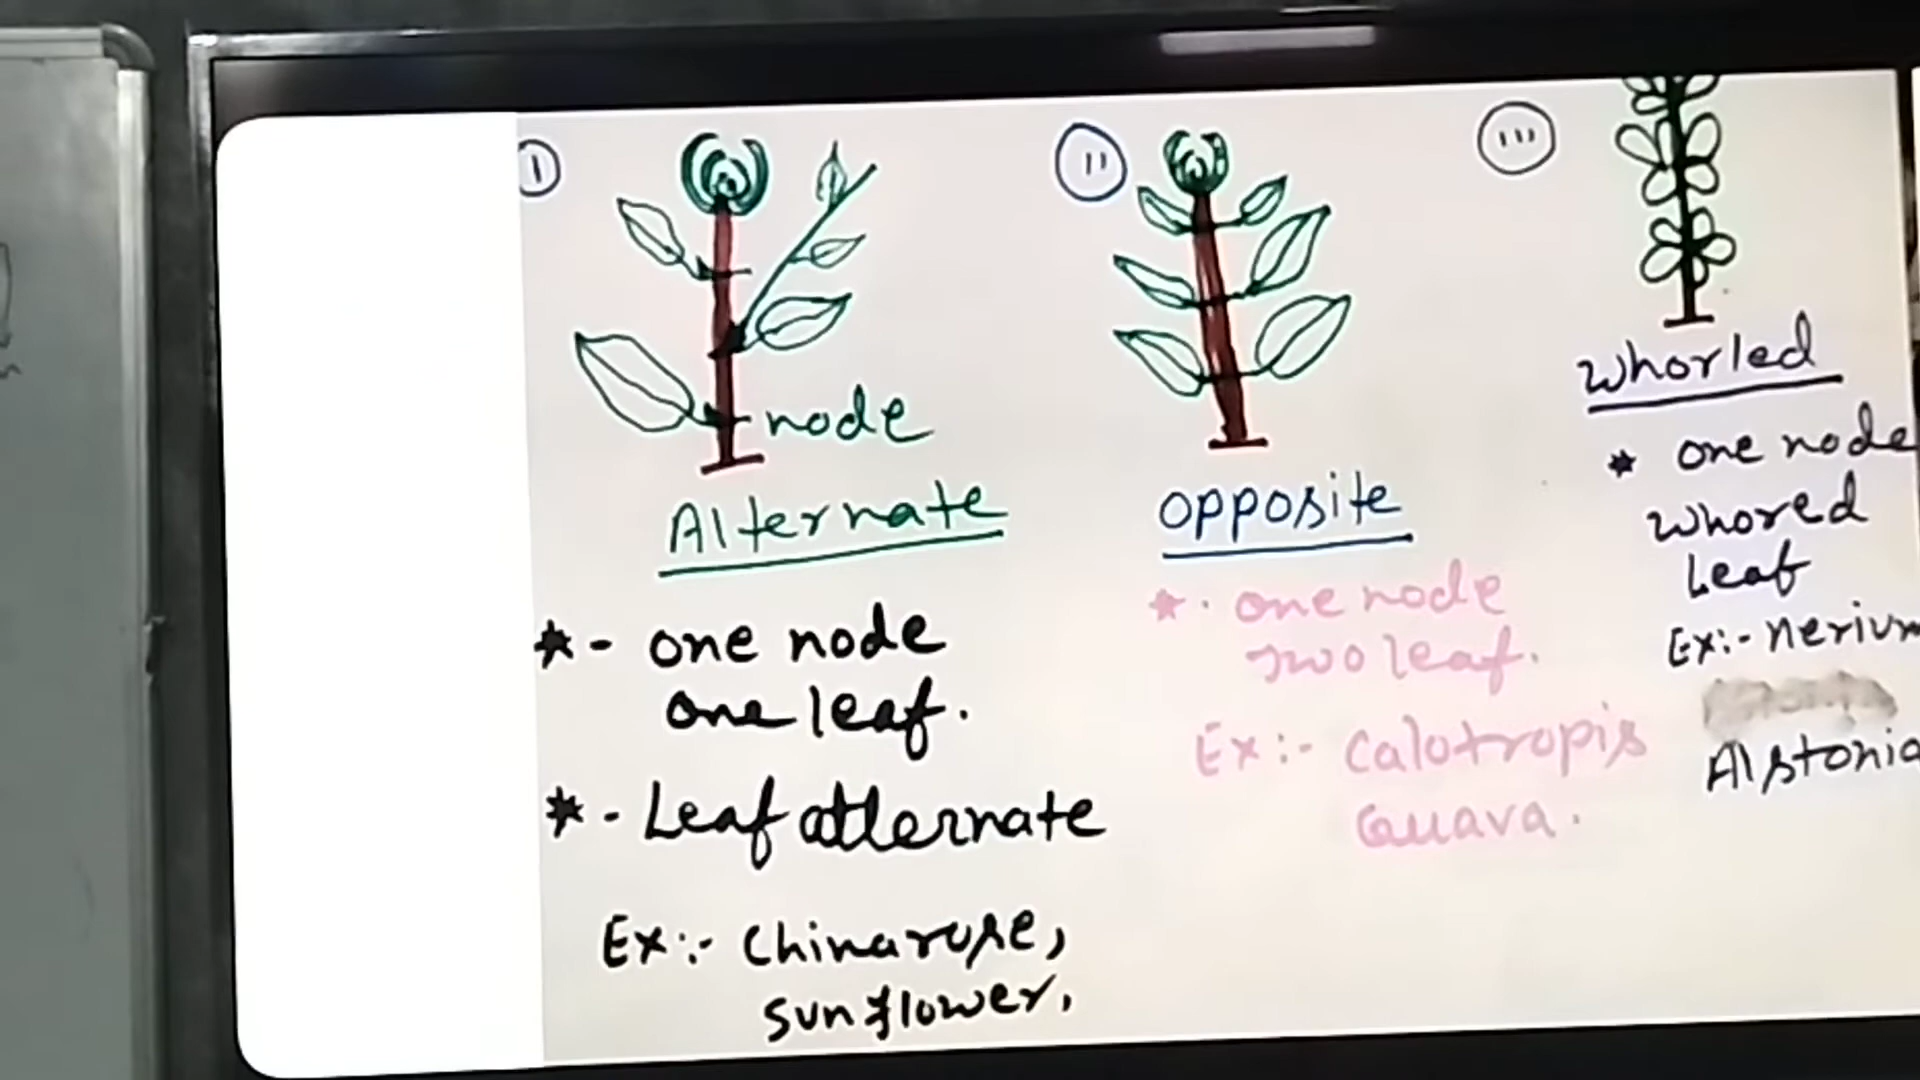 I
node
Alternate
*- one node
one leaf.
*- Leaf alternate
Ex:- Chinarose,
sunflower.
II
opposite
*. one node
Two leaf.
Ex:- Calotropis
Guava.
III
Whorled
* one node
whored
Leaf
Ex:- nerium
Alstonia